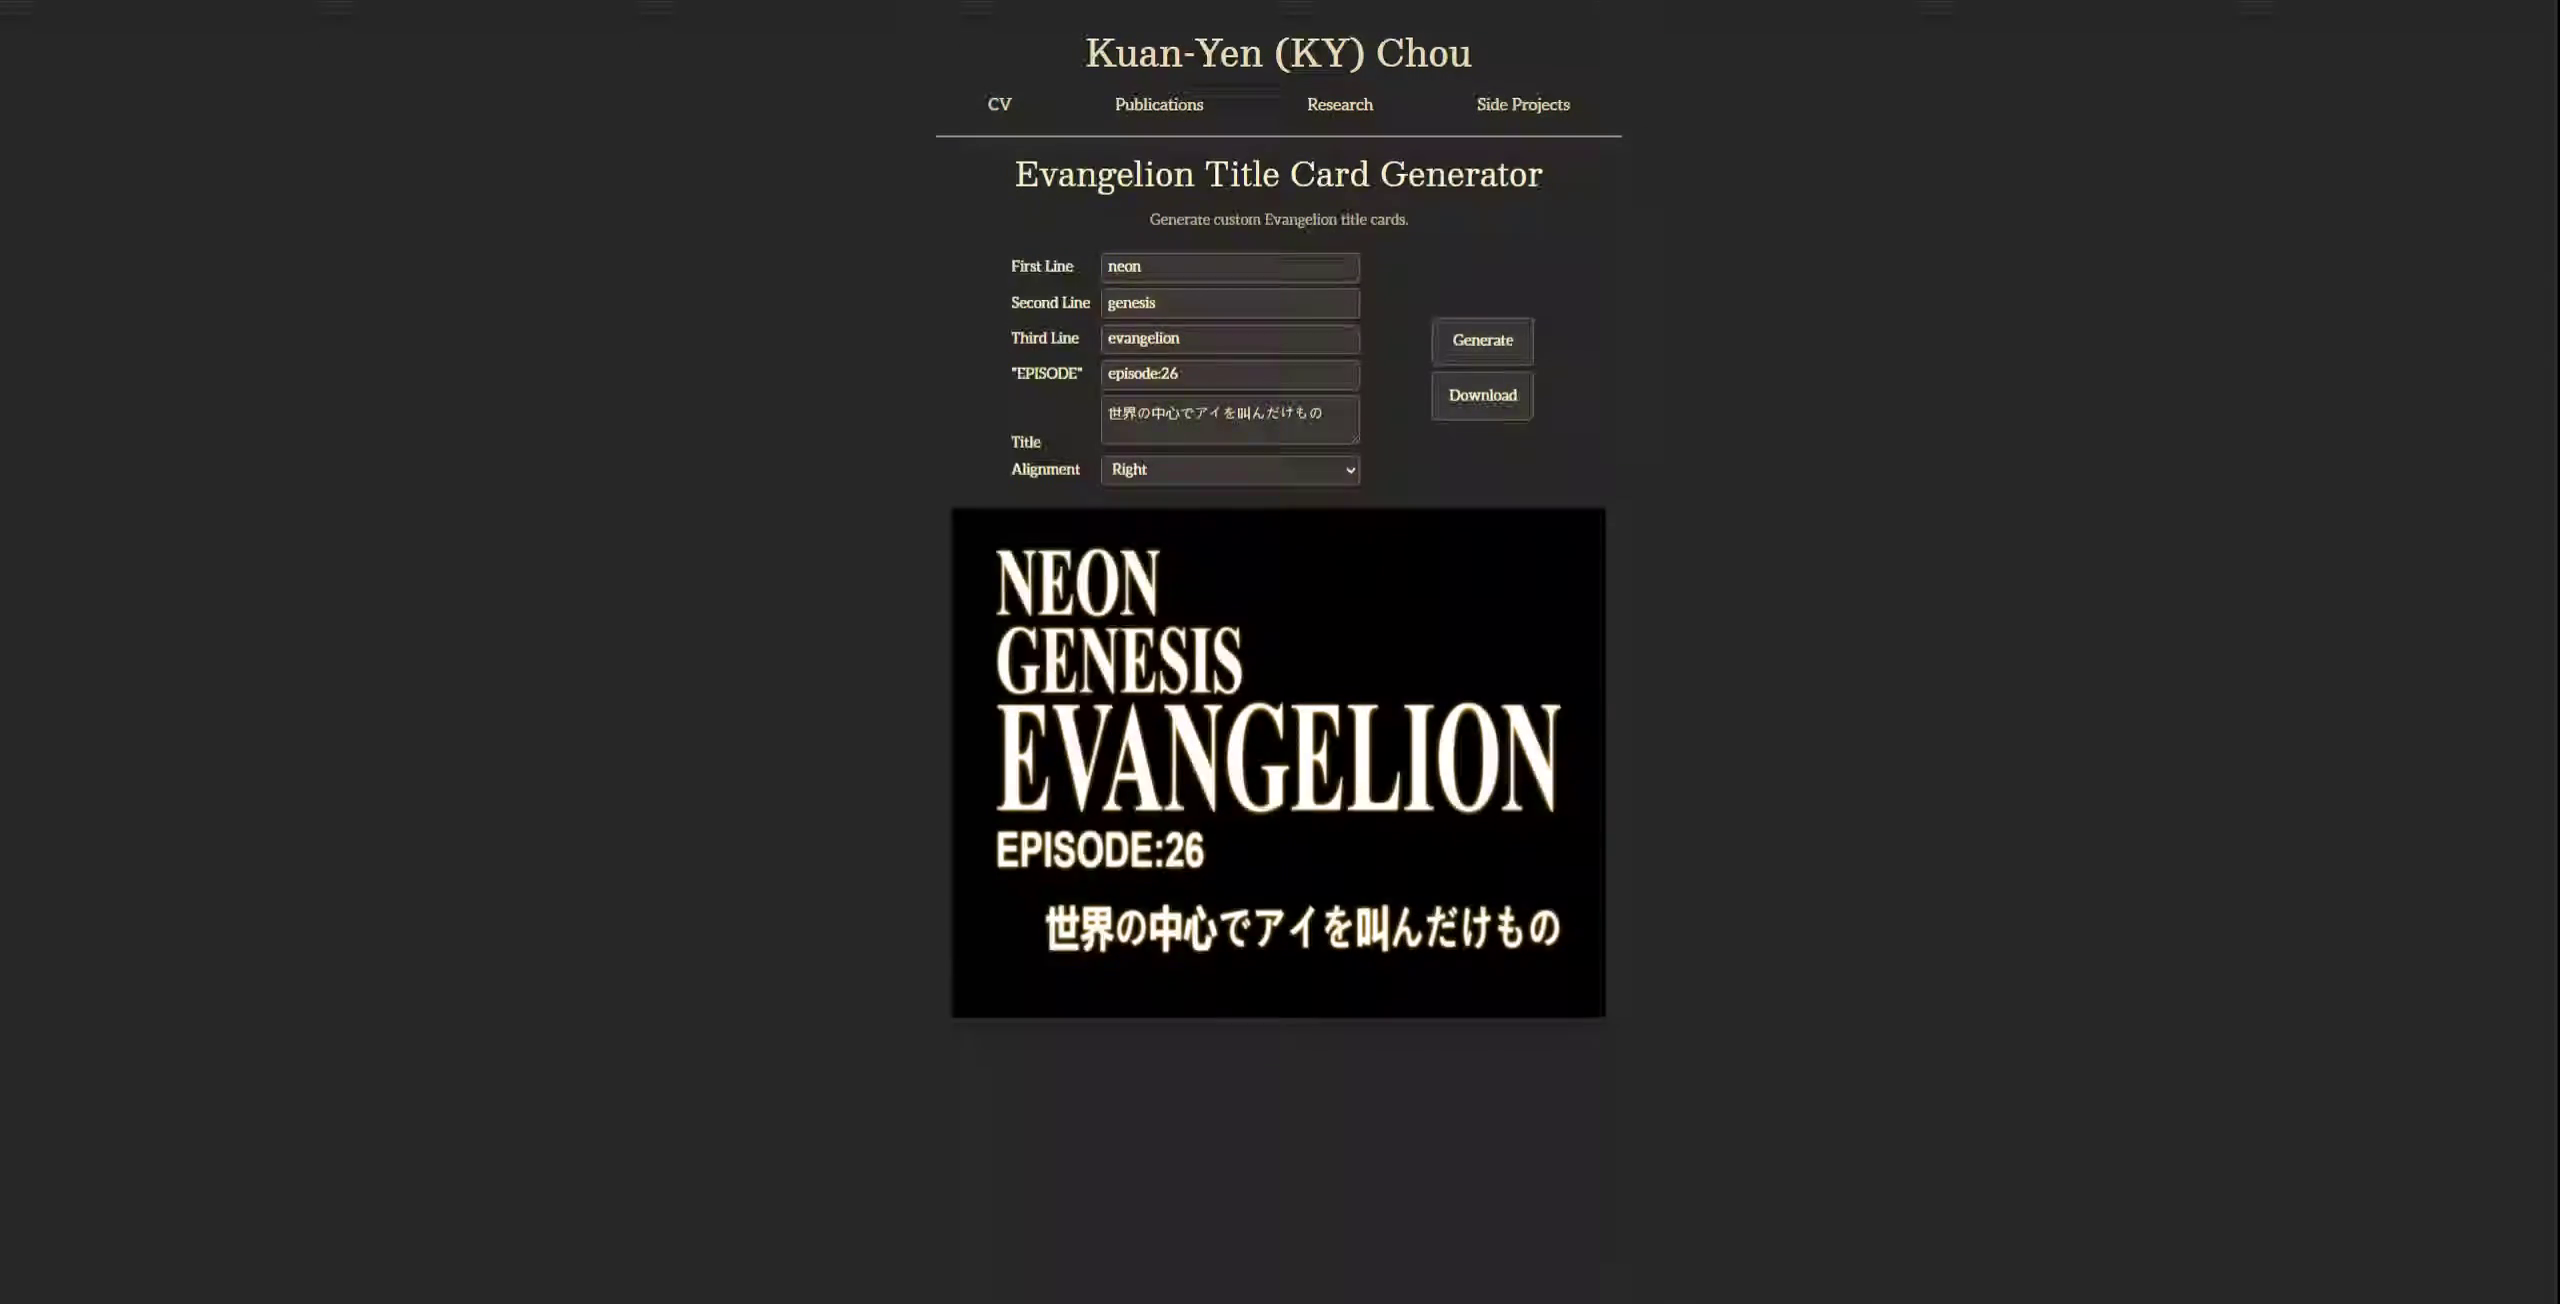 Kuan-Yen (KY) Chou
CV Publications Research Side Projects
Evangelion Title Card Generator
Generate custom Evangelion title cards.
First Line neon
Second Line genesis
Third Line evangelion
Generate
"EPISODE" episode:26
Download
世界の中心でアイを叫んだけもの
Title
Alignment Right
NEON
GENESIS
EVANGELION
EPISODE:26
世界の中心でアイを叫んだけもの